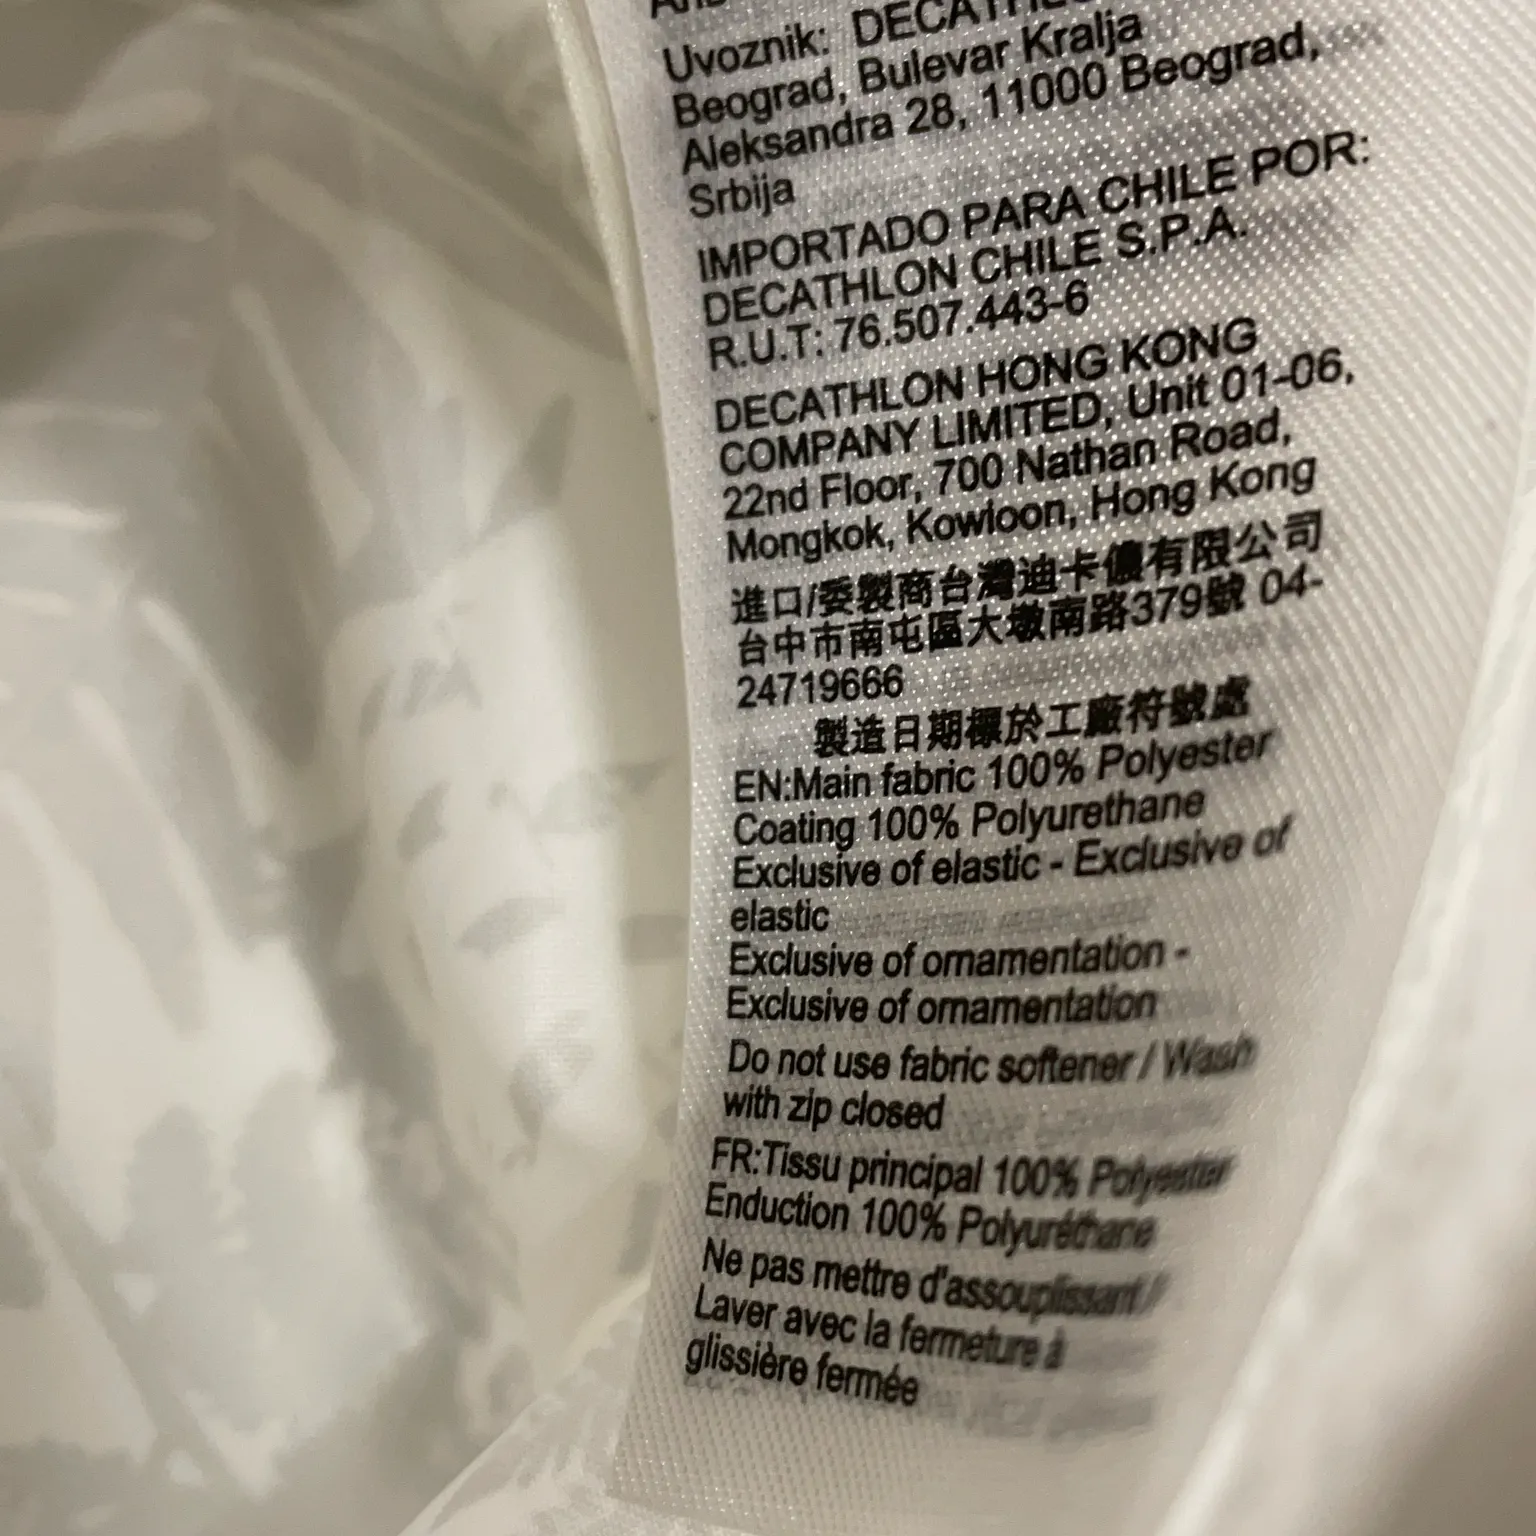 Uvoznik: DECATHLO
Beograd, Bulevar Kralja
Aleksandra 28, 11000 Beograd,
Srbija
IMPORTADO PARA CHILE POR:
DECATHLON CHILE S.P.A.
R.U.T: 76.507.443-6
DECATHLON HONG KONG
COMPANY LIMITED, Unit 01-06,
22nd Floor, 700 Nathan Road,
Mongkok, Kowloon, Hong Kong
進口/委製商台灣迪卡儂有限公司
台中市南屯區大墩南路379號 04-
24719666
製造日期標於工廠符號處
EN:Main fabric 100% Polyester
Coating 100% Polyurethane
Exclusive of elastic - Exclusive of
elastic
Exclusive of ornamentation -
Exclusive of ornamentation
Do not use fabric softener / Wash
with zip closed
FR:Tissu principal 100% Polyester
Enduction 100% Polyuréthane
Ne pas mettre d'assouplissant /
Laver avec la fermeture à
glissière fermée